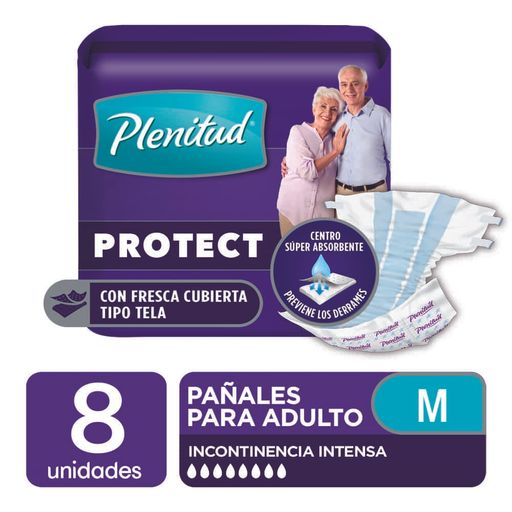 Plenitud
PROTECT
CENTRO
SÚPER ABSORBENTE
PREVIENE LOS DERRAMES
CON FRESCA CUBIERTA
TIPO TELA
Plenitud
8
unidades
PAÑALES
PARA ADULTO
M
INCONTINENCIA INTENSA